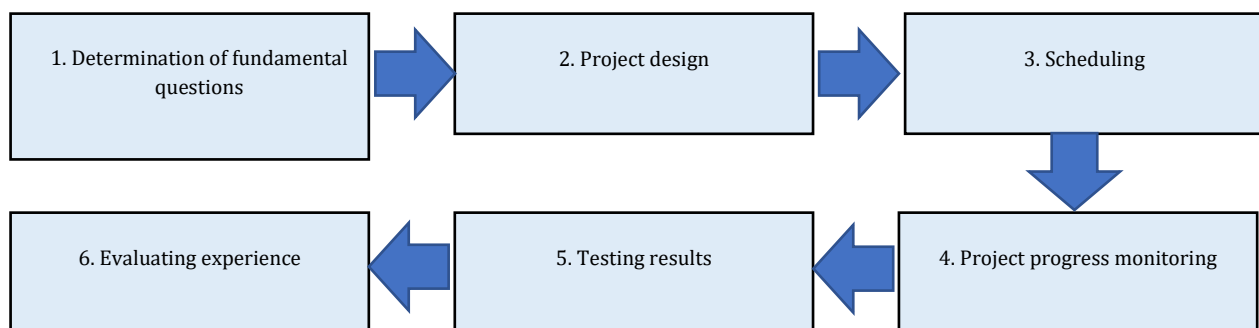 1. Determination of fundamental
questions
2. Project design
3. Scheduling
4. Project progress monitoring
5. Testing results
6. Evaluating experience